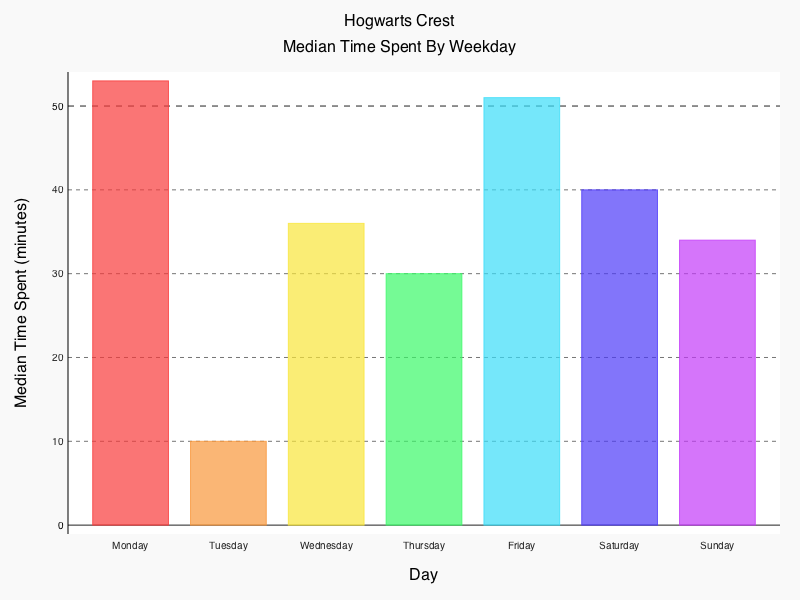 Hogwarts Crest
Median Time Spent By Weekday
Median Time Spent (minutes)
50
40
30
20
10
0
Monday Tuesday Wednesday Thursday Friday Saturday Sunday
Day